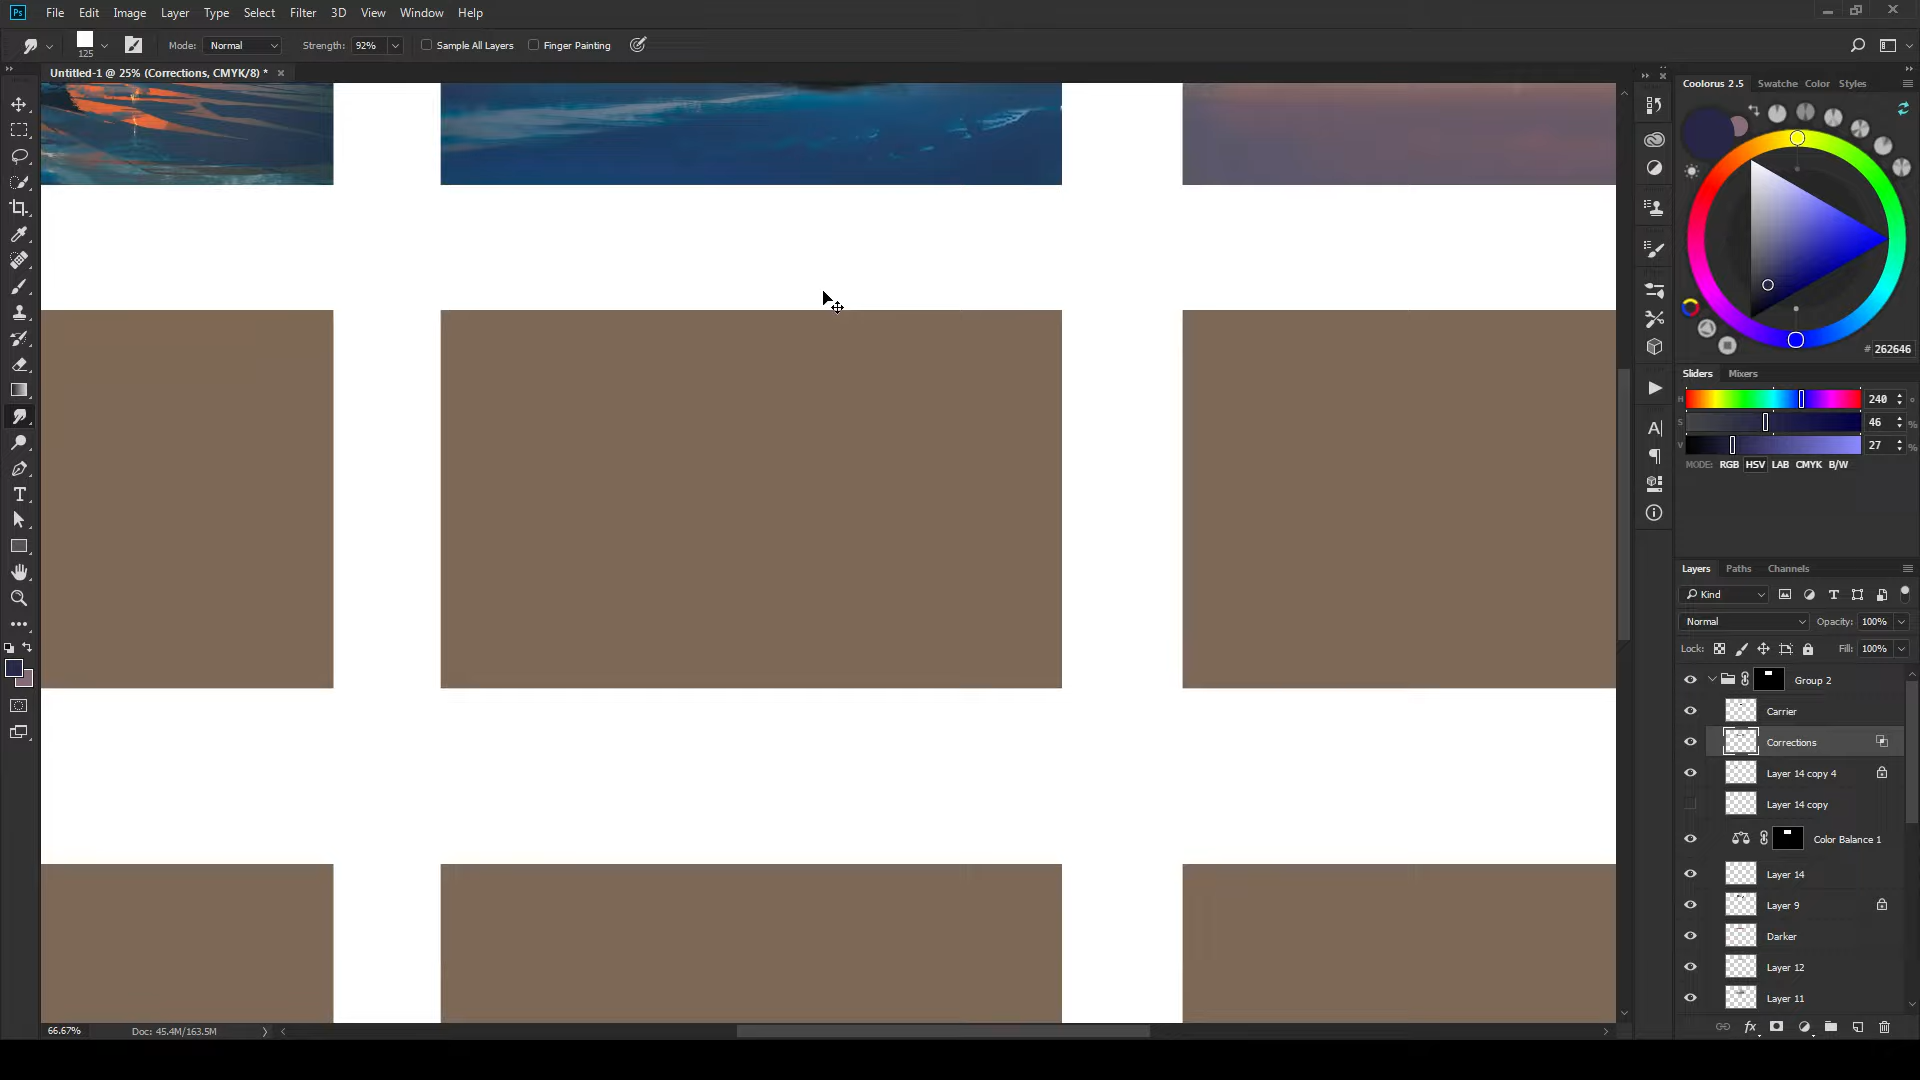 Ps File Edit Image Layer Type Select Filter 3D View Window Help
125 Mode: Normal Strength: 92% Sample All Layers Finger Painting
Untitled-1 @ 25% (Corrections, CMYK/8) * ×
Coolorus 2.5 Swatche Color Styles
# 262646
Sliders Mixers
H 240 °
S 46 %
V 27 %
MODE: RGB HSV LAB CMYK B/W
Layers Paths Channels
Kind
Normal Opacity: 100%
Lock: Fill: 100%
Group 2
Carrier
Corrections
Layer 14 copy 4
Layer 14 copy
Color Balance 1
Layer 14
Layer 9
Darker
Layer 12
Layer 11
66.67% Doc: 45.4M/163.5M
fx